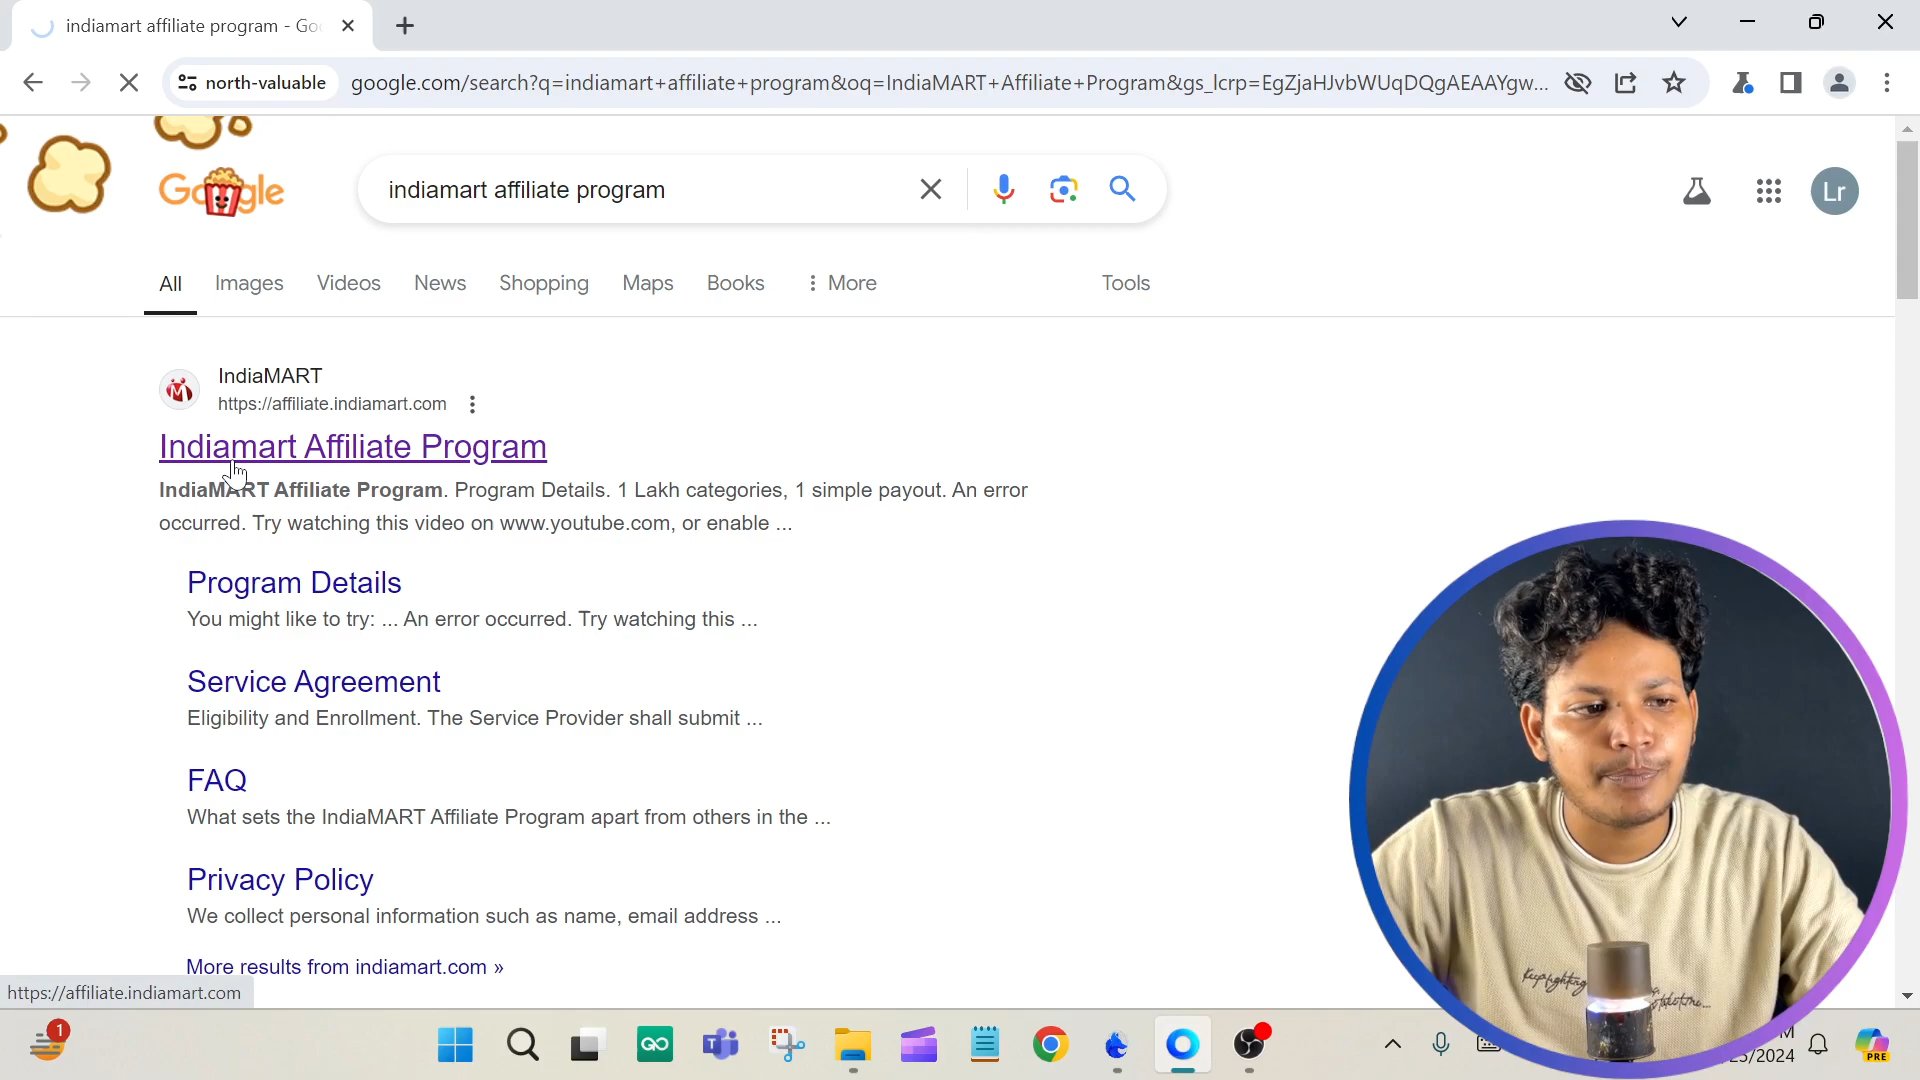 indiamart affiliate program - Goo
north-valuable
google.com/search?q=indiamart+affiliate+program&oq=IndiaMART+Affiliate+Program&gs_lcrp=EgZjaHJvbWUqDQgAEAAYgw...
Google
indiamart affiliate program
Lr
All
Images
Videos
News
Shopping
Maps
Books
More
Tools
IndiaMART
https://affiliate.indiamart.com
Indiamart Affiliate Program
IndiaMART Affiliate Program. Program Details. 1 Lakh categories, 1 simple payout. An error
occurred. Try watching this video on www.youtube.com, or enable ...
Program Details
You might like to try: ... An error occurred. Try watching this ...
Service Agreement
Eligibility and Enrollment. The Service Provider shall submit ...
FAQ
What sets the IndiaMART Affiliate Program apart from others in the ...
Privacy Policy
We collect personal information such as name, email address ...
More results from indiamart.com »
https://affiliate.indiamart.com
Keep fighting
1
PRE